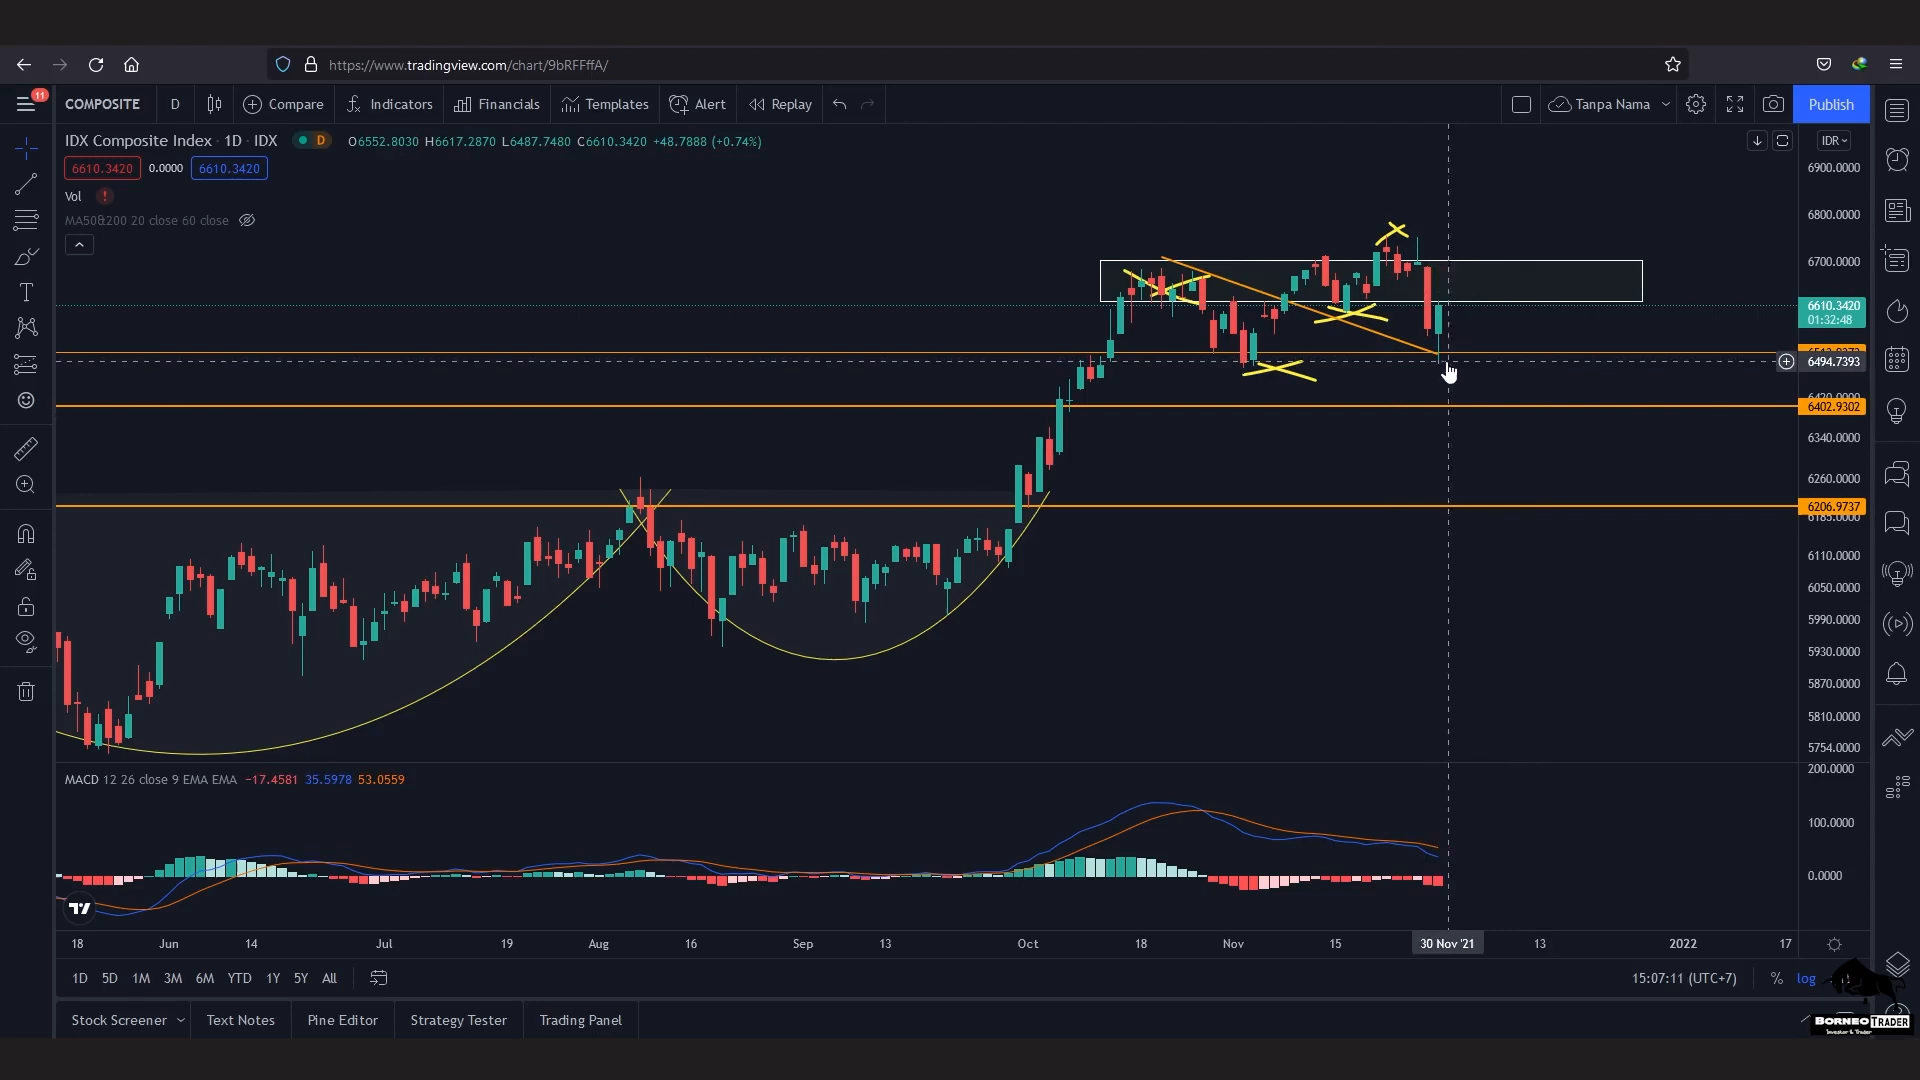 https://www.tradingview.com/chart/9bRFFffA/
11
COMPOSITE D Compare Indicators Financials Templates Alert Replay Tanpa Nama Publish
IDX Composite Index · 1D · IDX D O6552.8030 H6617.2870 L6487.7480 C6610.3420 +48.7888 (+0.74%)
IDR
6610.3420 0.0000 6610.3420
Vol
MA50&200 20 close 60 close
6900.0000
6800.0000
6700.0000
6610.3420
01:32:48
6494.7393
6402.9302
6340.0000
6260.0000
6206.9737
6110.0000
6050.0000
5990.0000
5930.0000
5870.0000
5810.0000
5754.0000
MACD 12 26 close 9 EMA EMA −17.4581 35.5978 53.0559
200.0000
100.0000
0.0000
18 Jun 14 Jul 19 Aug 16 Sep 13 Oct 18 Nov 15 30 Nov '21 13 2022 17
1D 5D 1M 3M 6M YTD 1Y 5Y All 15:07:11 (UTC+7) % log
Stock Screener Text Notes Pine Editor Strategy Tester Trading Panel
BORNEO TRADER
Investor & Trader